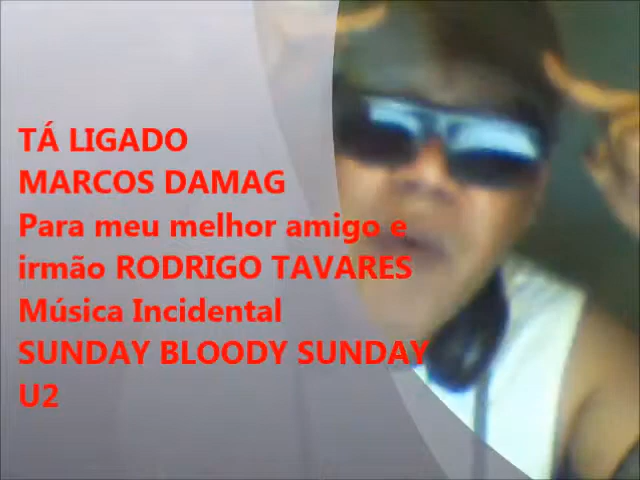 TÁ LIGADO
MARCOS DAMAG
Para meu melhor amigo e
irmão RODRIGO TAVARES
Música Incidental
SUNDAY BLOODY SUNDAY
U2